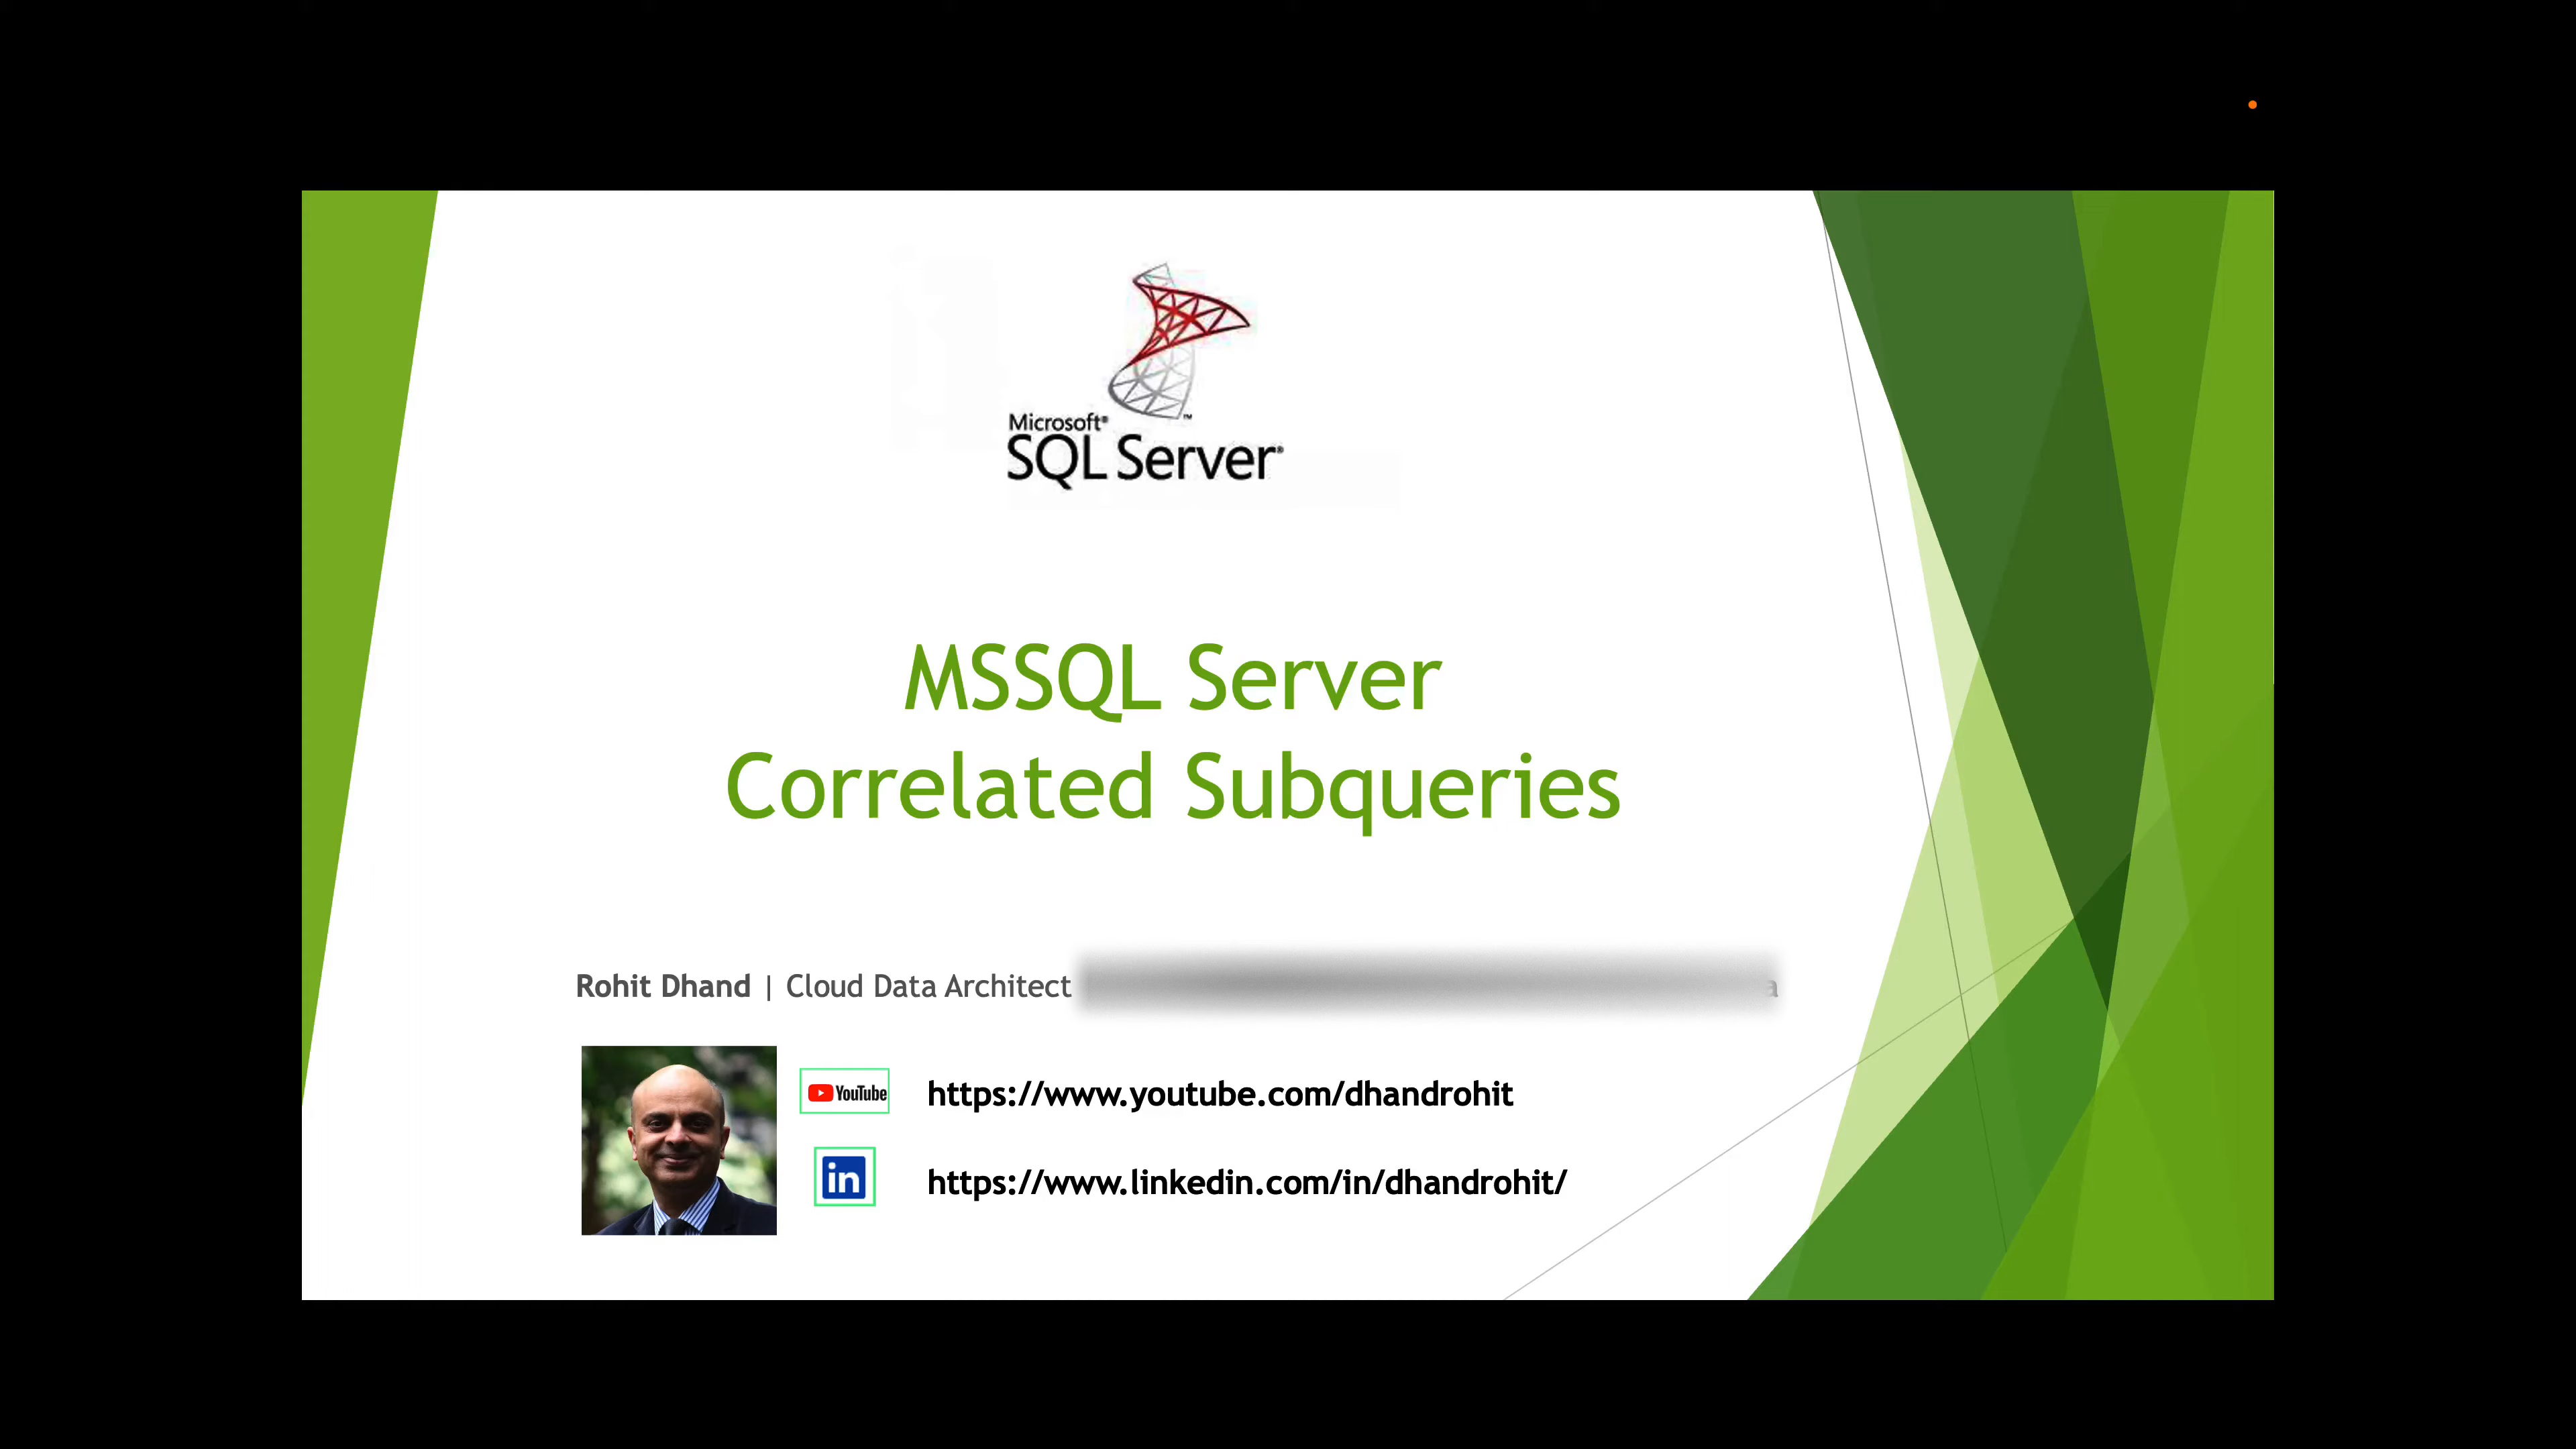 Microsoft®
SQL Server®
MSSQL Server
Correlated Subqueries
Rohit Dhand | Cloud Data Architect
YouTube https://www.youtube.com/dhandrohit
in https://www.linkedin.com/in/dhandrohit/